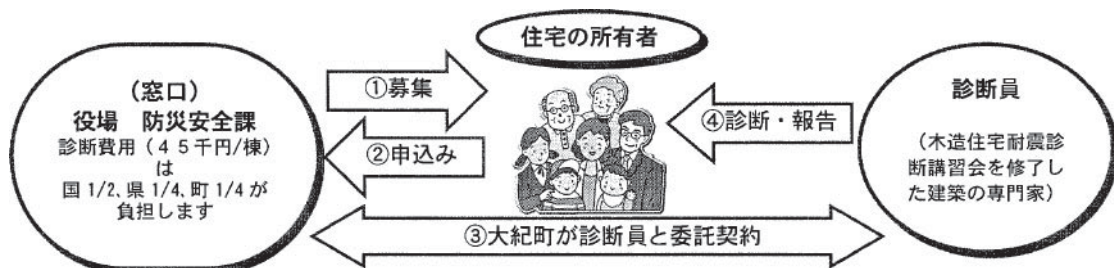 住宅の所有者
(窓口)
役場 防災安全課
診断費用(45千円/棟)
は
国1/2、県1/4、町1/4が
負担します
①募集
②申込み
診断員
(木造住宅耐震診
断講習会を修了し
た建築の専門家)
④診断・報告
③大紀町が診断員と委託契約